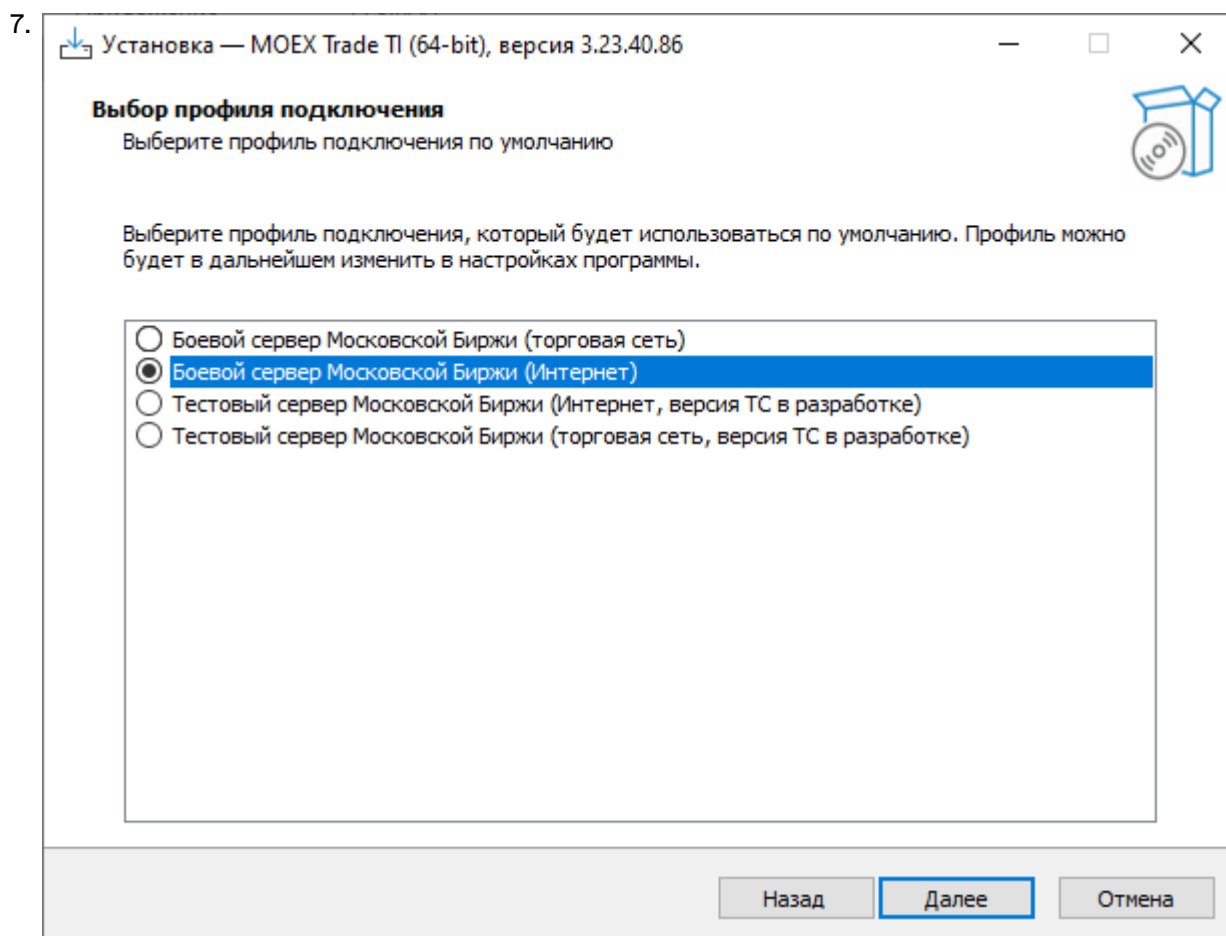 7.
Установка — MOEX Trade TI (64-bit), версия 3.23.40.86
Выбор профиля подключения
Выберите профиль подключения по умолчанию
Выберите профиль подключения, который будет использоваться по умолчанию. Профиль можно
будет в дальнейшем изменить в настройках программы.
Боевой сервер Московской Биржи (торговая сеть)
Боевой сервер Московской Биржи (Интернет)
Тестовый сервер Московской Биржи (Интернет, версия ТС в разработке)
Тестовый сервер Московской Биржи (торговая сеть, версия ТС в разработке)
Назад Далее Отмена